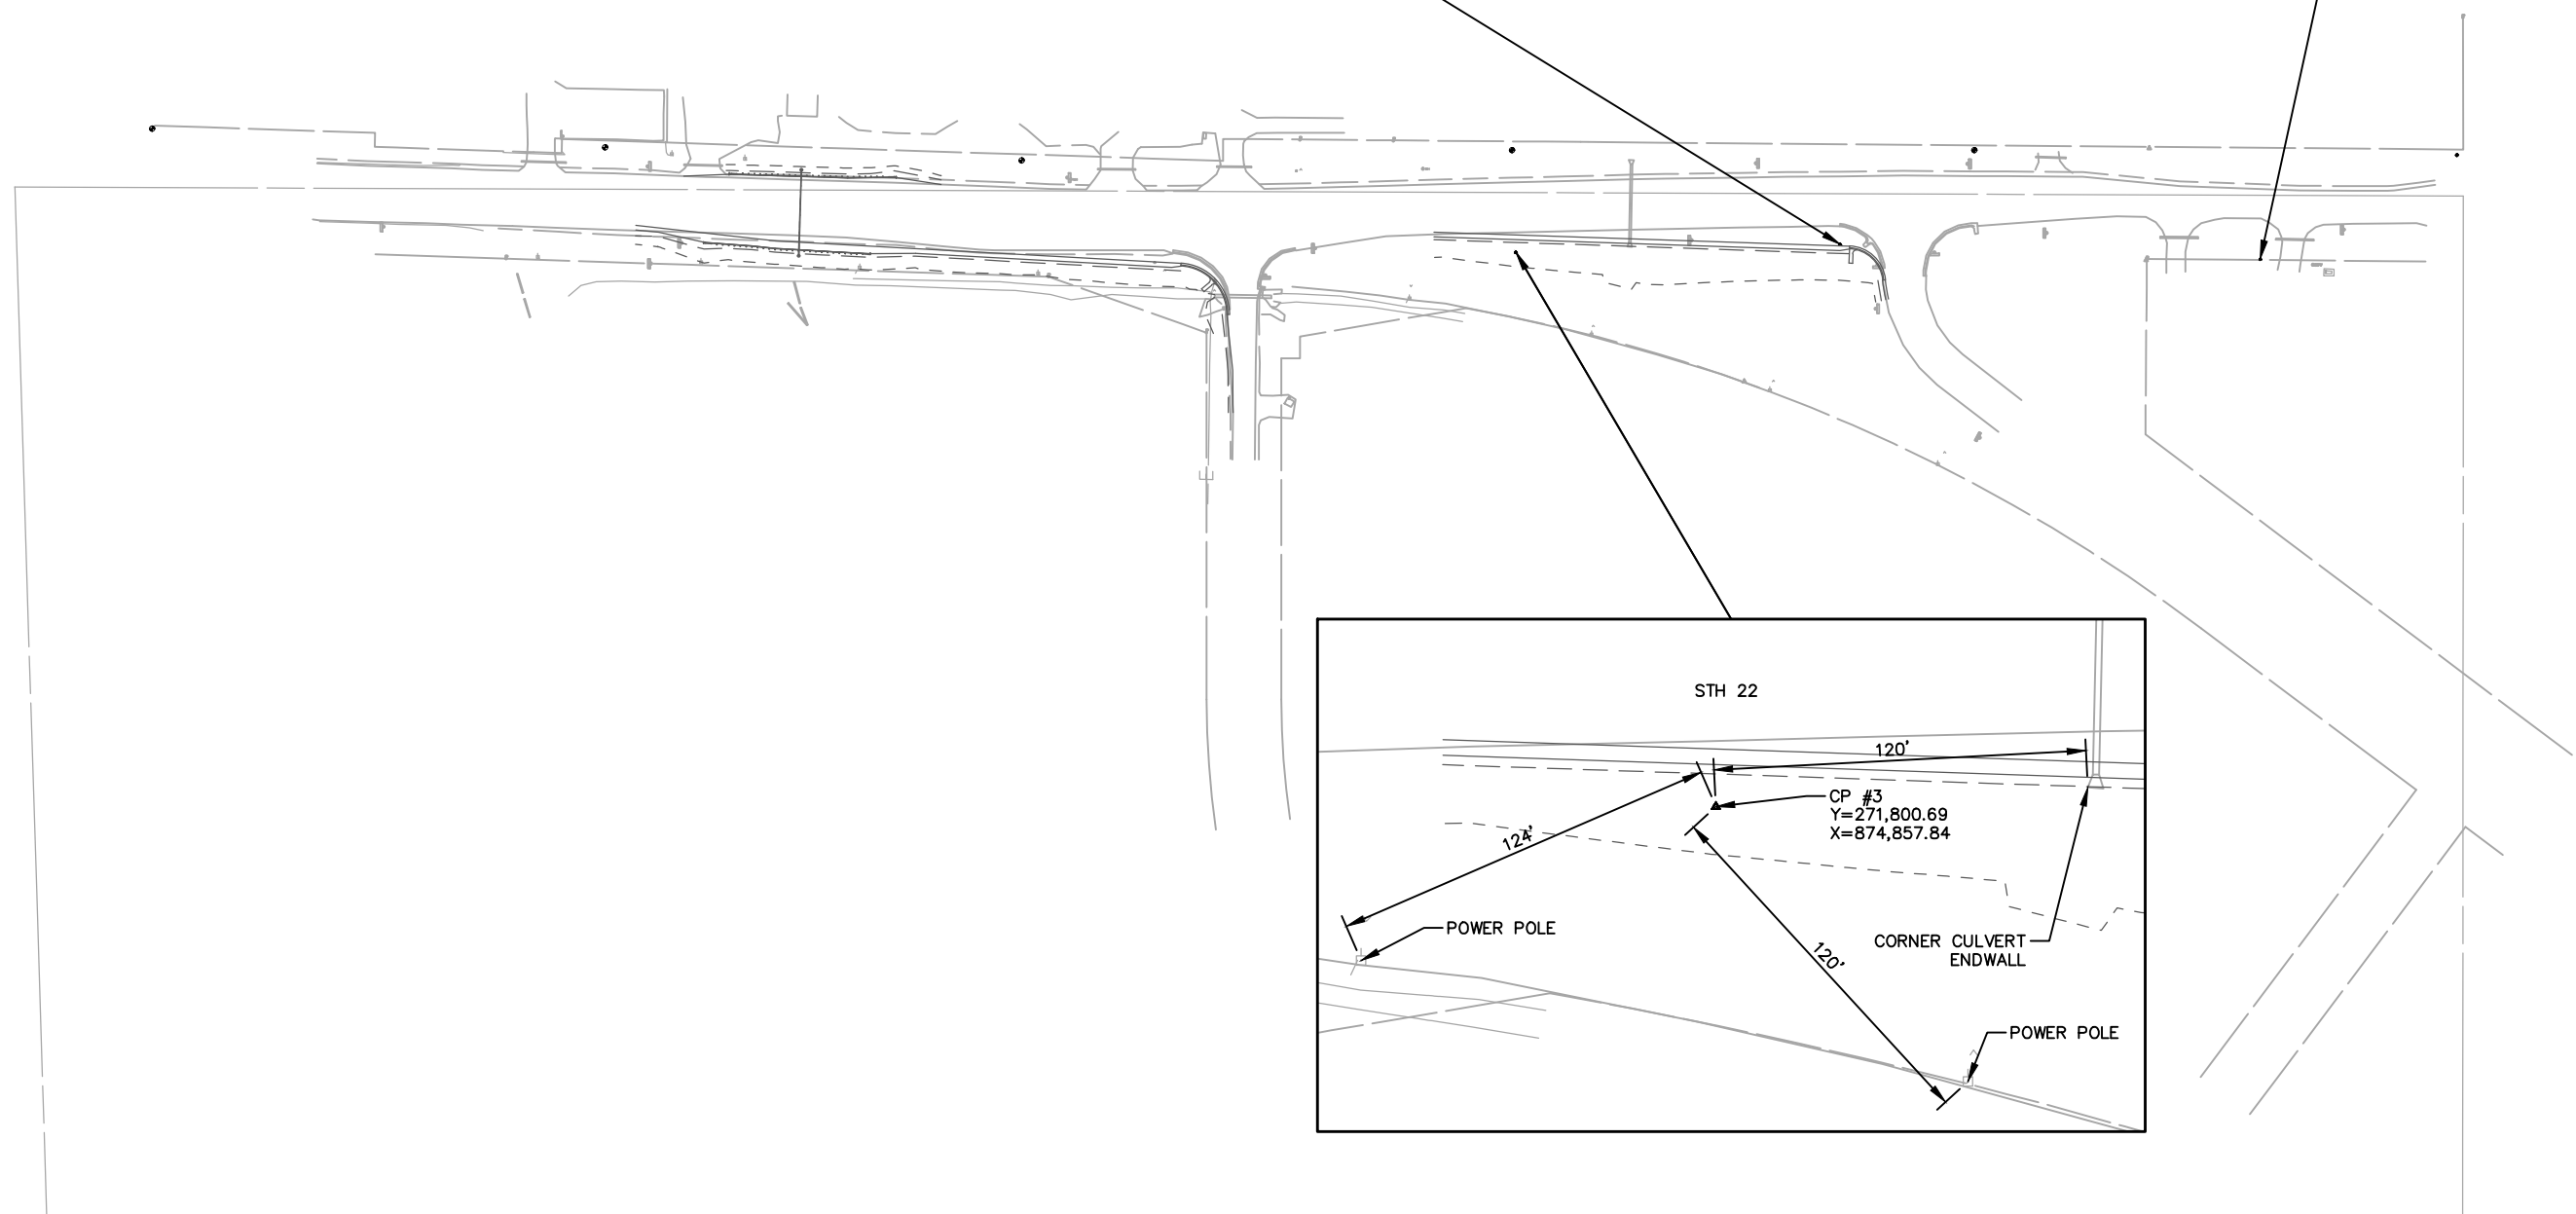 STH 22
120'
CP #3
Y=271,800.69
X=874,857.84
124'
POWER POLE
CORNER CULVERT
ENDWALL
120'
POWER POLE